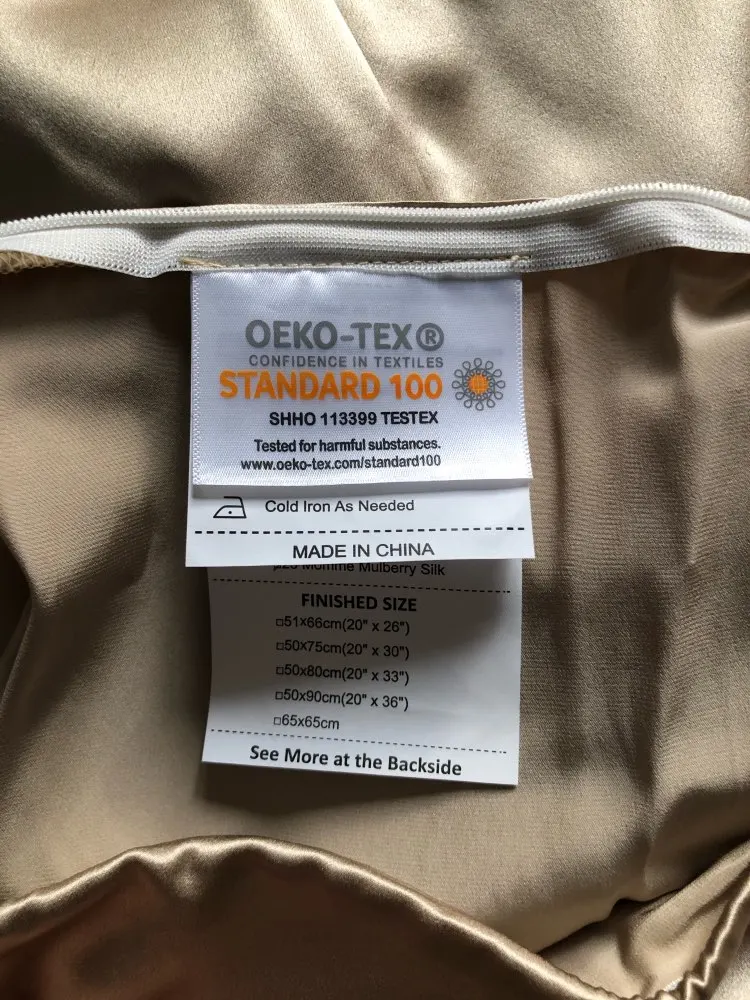 OEKO-TEX®
CONFIDENCE IN TEXTILES
STANDARD 100
SHHO 113399 TESTEX
Tested for harmful substances.
www.oeko-tex.com/standard100
Cold Iron As Needed
MADE IN CHINA
Momme Mulberry Silk
FINISHED SIZE
□51x66cm(20" x 26")
□50x75cm(20" x 30")
□50x80cm(20" x 33")
□50x90cm(20" x 36")
□65x65cm
See More at the Backside